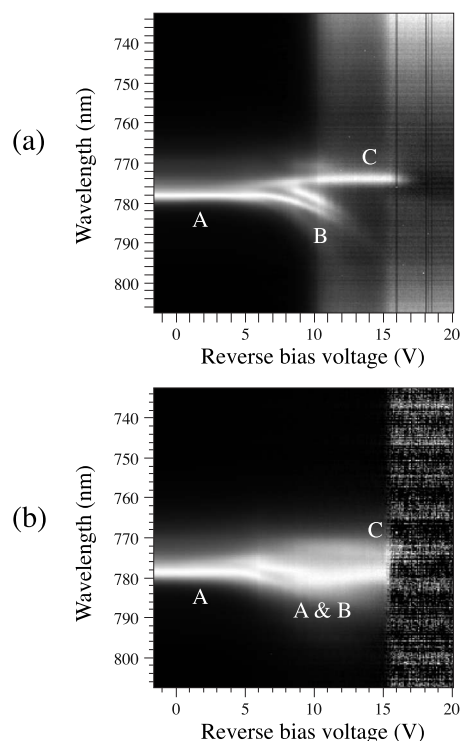 (a)
Wavelength (nm)
740
750
760
770
780
790
800
A
B
C
0 5 10 15 20
Reverse bias voltage (V)
(b)
Wavelength (nm)
740
750
760
770
780
790
800
A
A & B
C
0 5 10 15 20
Reverse bias voltage (V)